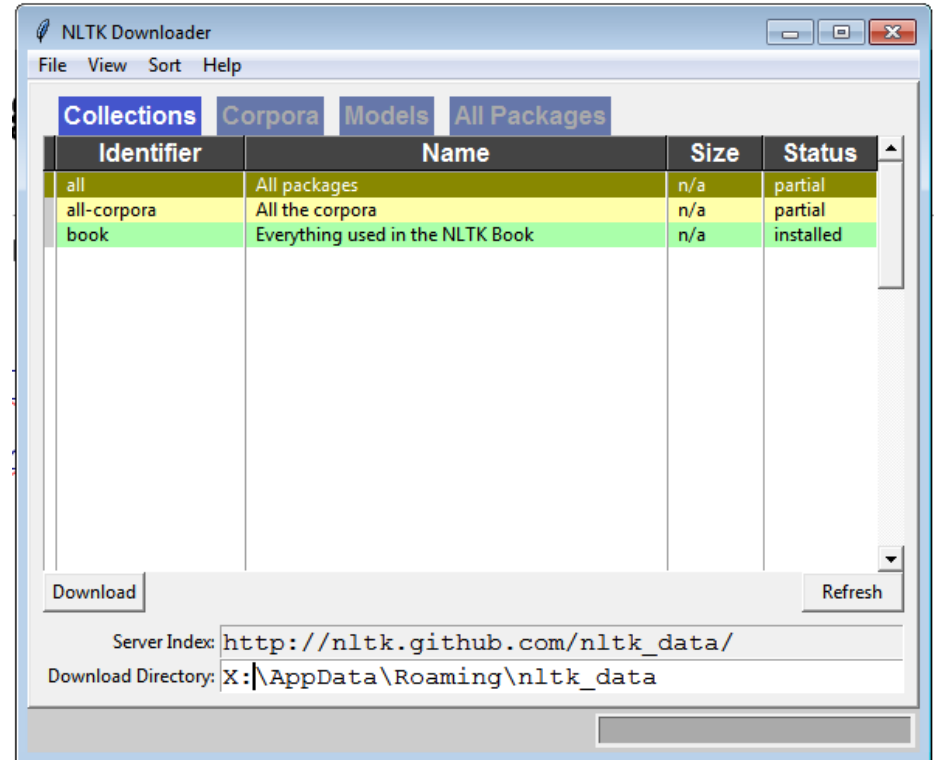 NLTK Downloader
File View Sort Help
Collections Corpora Models All Packages
Identifier Name Size Status
all All packages n/a partial
all-corpora All the corpora n/a partial
book Everything used in the NLTK Book n/a installed
Download Refresh
Server Index: http://nltk.github.com/nltk_data/
Download Directory: X:\AppData\Roaming\nltk_data